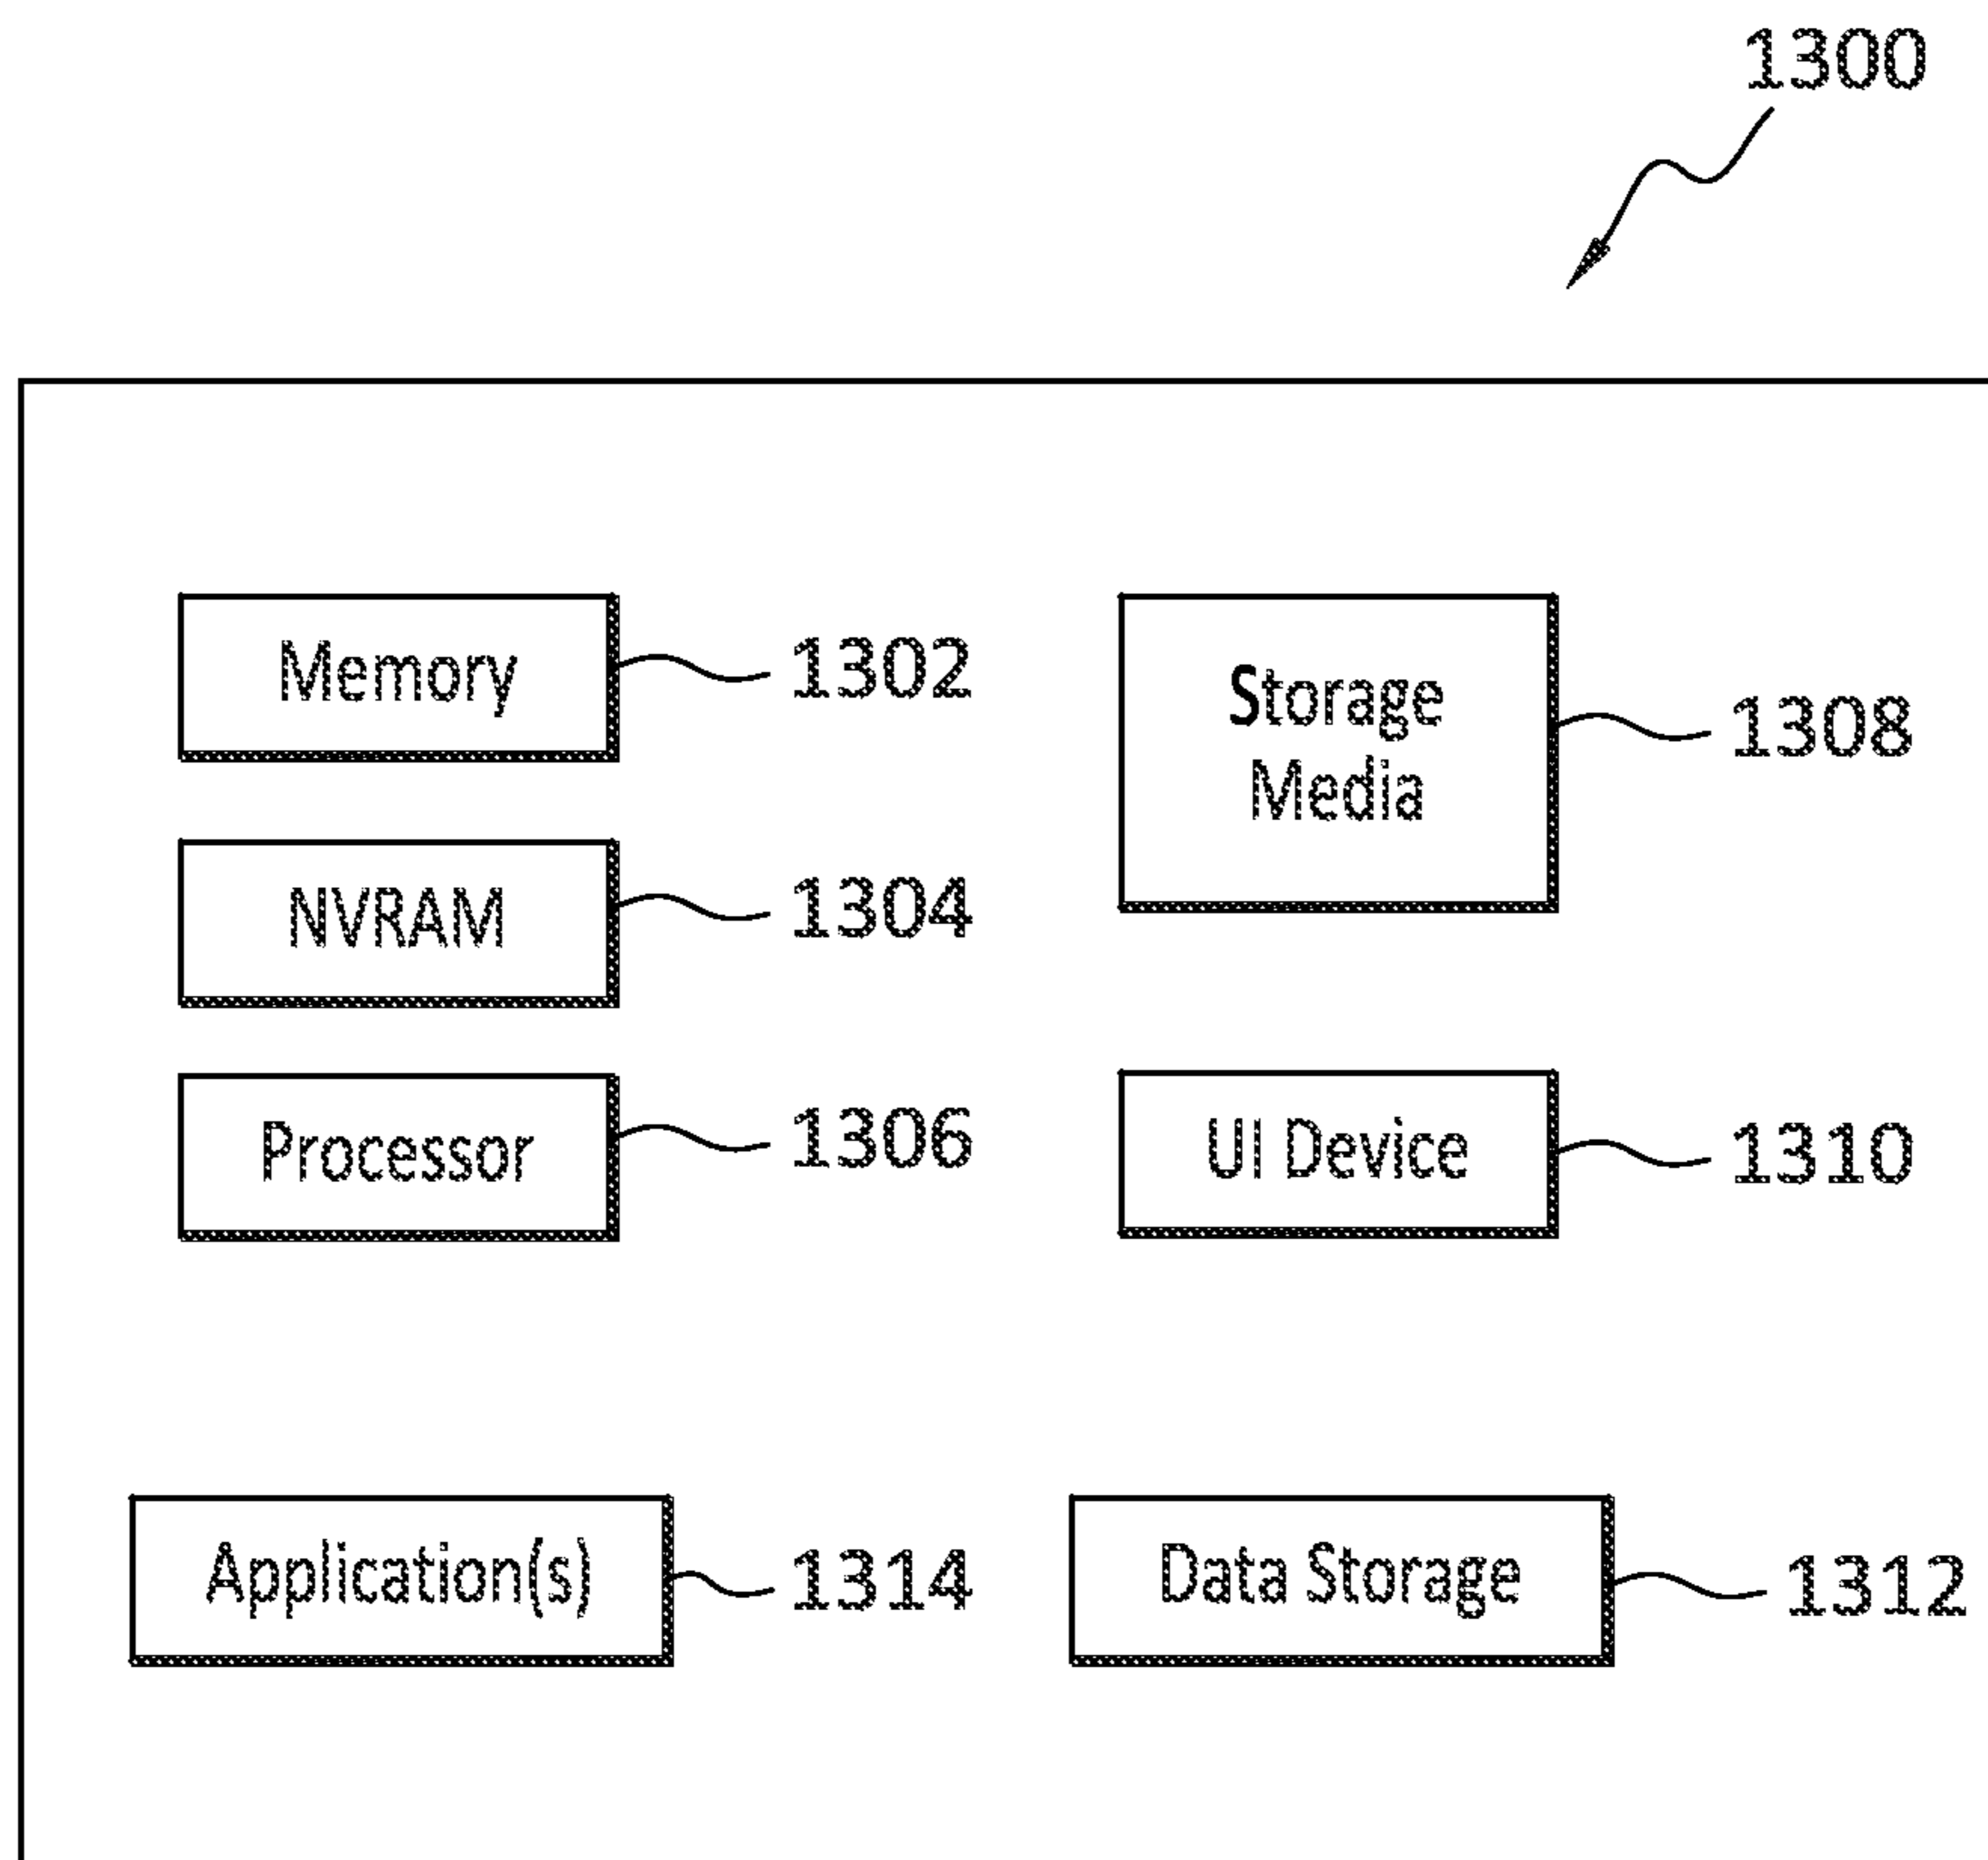 1300
Memory
1302
Storage
Media
1308
NVRAM
1304
Processor
1306
UI Device
1310
Application(s)
1314
Data Storage
1312